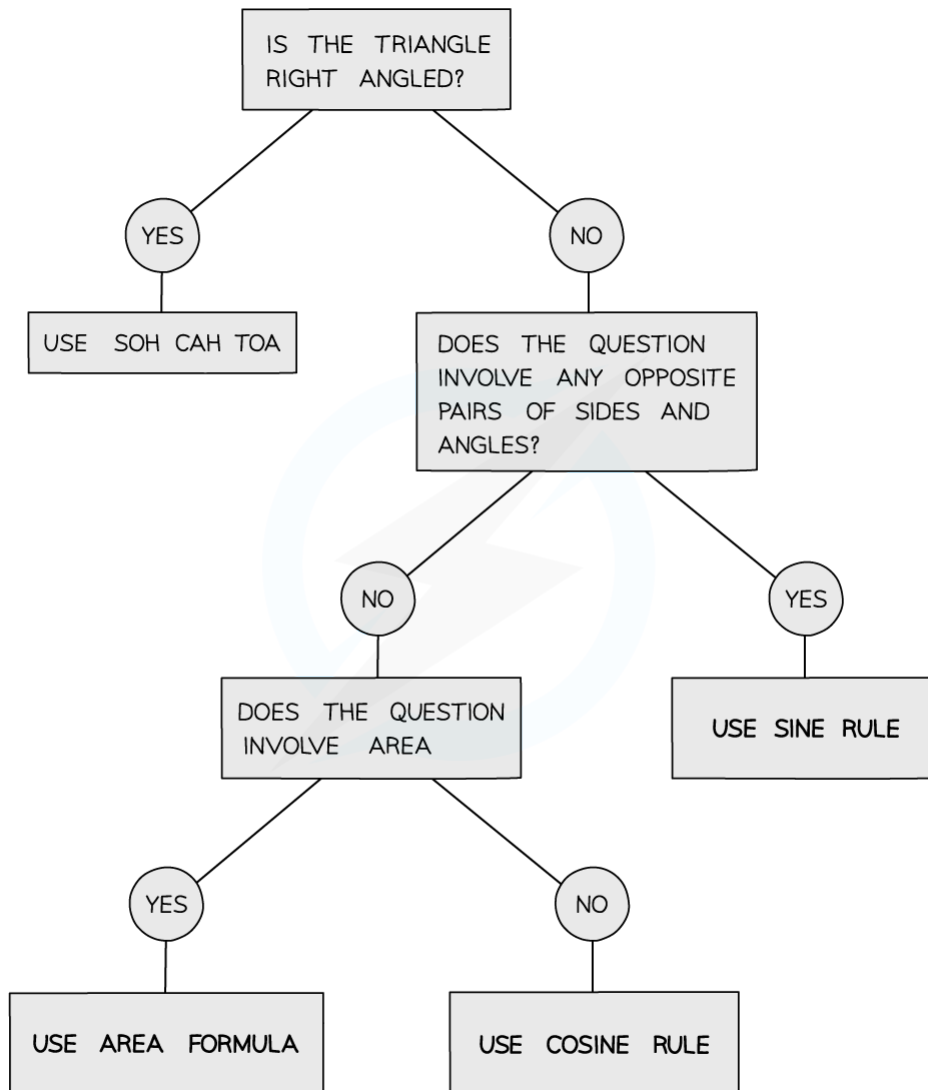 IS THE TRIANGLE
RIGHT ANGLED?
YES
NO
USE SOH CAH TOA
DOES THE QUESTION
INVOLVE ANY OPPOSITE
PAIRS OF SIDES AND
ANGLES?
NO
YES
DOES THE QUESTION
INVOLVE AREA
USE SINE RULE
YES
NO
USE AREA FORMULA
USE COSINE RULE